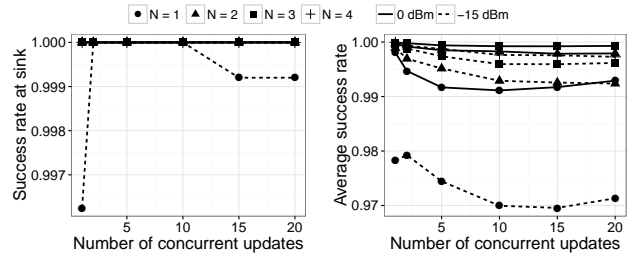 N = 1 N = 2 N = 3 N = 4 0 dBm −15 dBm
Success rate at sink
1.000
0.999
0.998
0.997
5 10 15 20
Number of concurrent updates
Average success rate
1.00
0.99
0.98
0.97
5 10 15 20
Number of concurrent updates